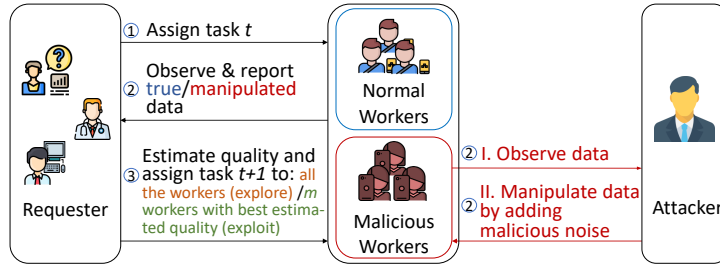 ① Assign task t
② Observe & report
true/manipulated
data
③ Estimate quality and
assign task t+1 to: all
the workers (explore) /m
workers with best estima-
ted quality (exploit)
Requester
Normal
Workers
Malicious
Workers
② I. Observe data
② II. Manipulate data
by adding
malicious noise
Attacker